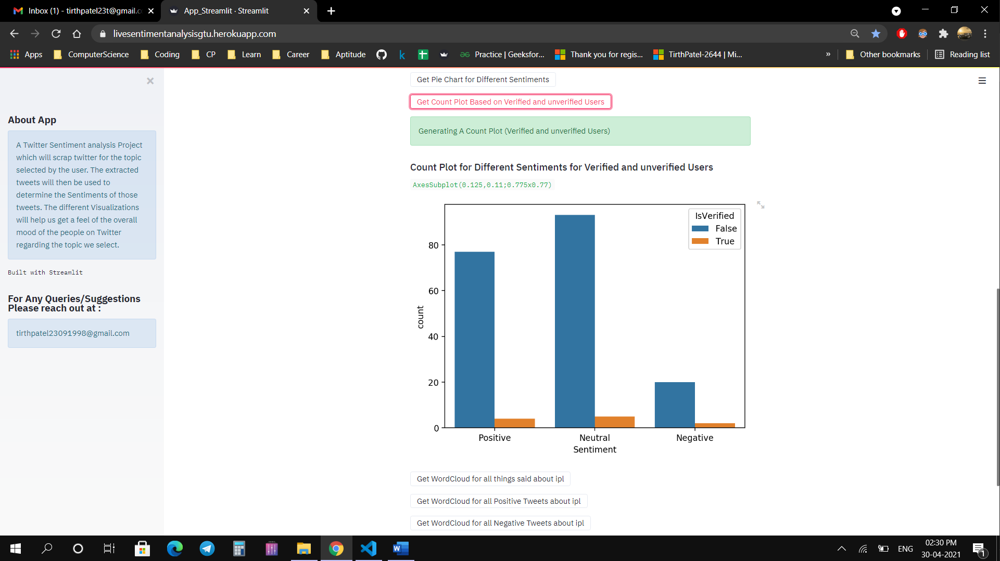 Inbox (1) - tirthpatel23t@gmail.c
App_Streamlit · Streamlit
livesentimentanalysisgtu.herokuapp.com
Apps
ComputerScience
Coding
CP
Learn
Career
Aptitude
Practice | Geeksfor...
Thank you for regis...
TirthPatel-2644 | Mi...
»
Other bookmarks
Reading list
About App
A Twitter Sentiment analysis Project
which will scrap twitter for the topic
selected by the user. The extracted
tweets will then be used to
determine the Sentiments of those
tweets. The different Visualizations
will help us get a feel of the overall
mood of the people on Twitter
regarding the topic we select.
Built with Streamlit
For Any Queries/Suggestions
Please reach out at :
tirthpatel23091998@gmail.com
Get Pie Chart for Different Sentiments
Get Count Plot Based on Verified and unverified Users
Generating A Count Plot (Verified and unverified Users)
Count Plot for Different Sentiments for Verified and unverified Users
AxesSubplot(0.125,0.11;0.775x0.77)
IsVerified
False
True
80
60
40
20
0
count
Positive
Neutral
Negative
Sentiment
Get WordCloud for all things said about ipl
Get WordCloud for all Positive Tweets about ipl
Get WordCloud for all Negative Tweets about ipl
ENG
02:30 PM
30-04-2021
1